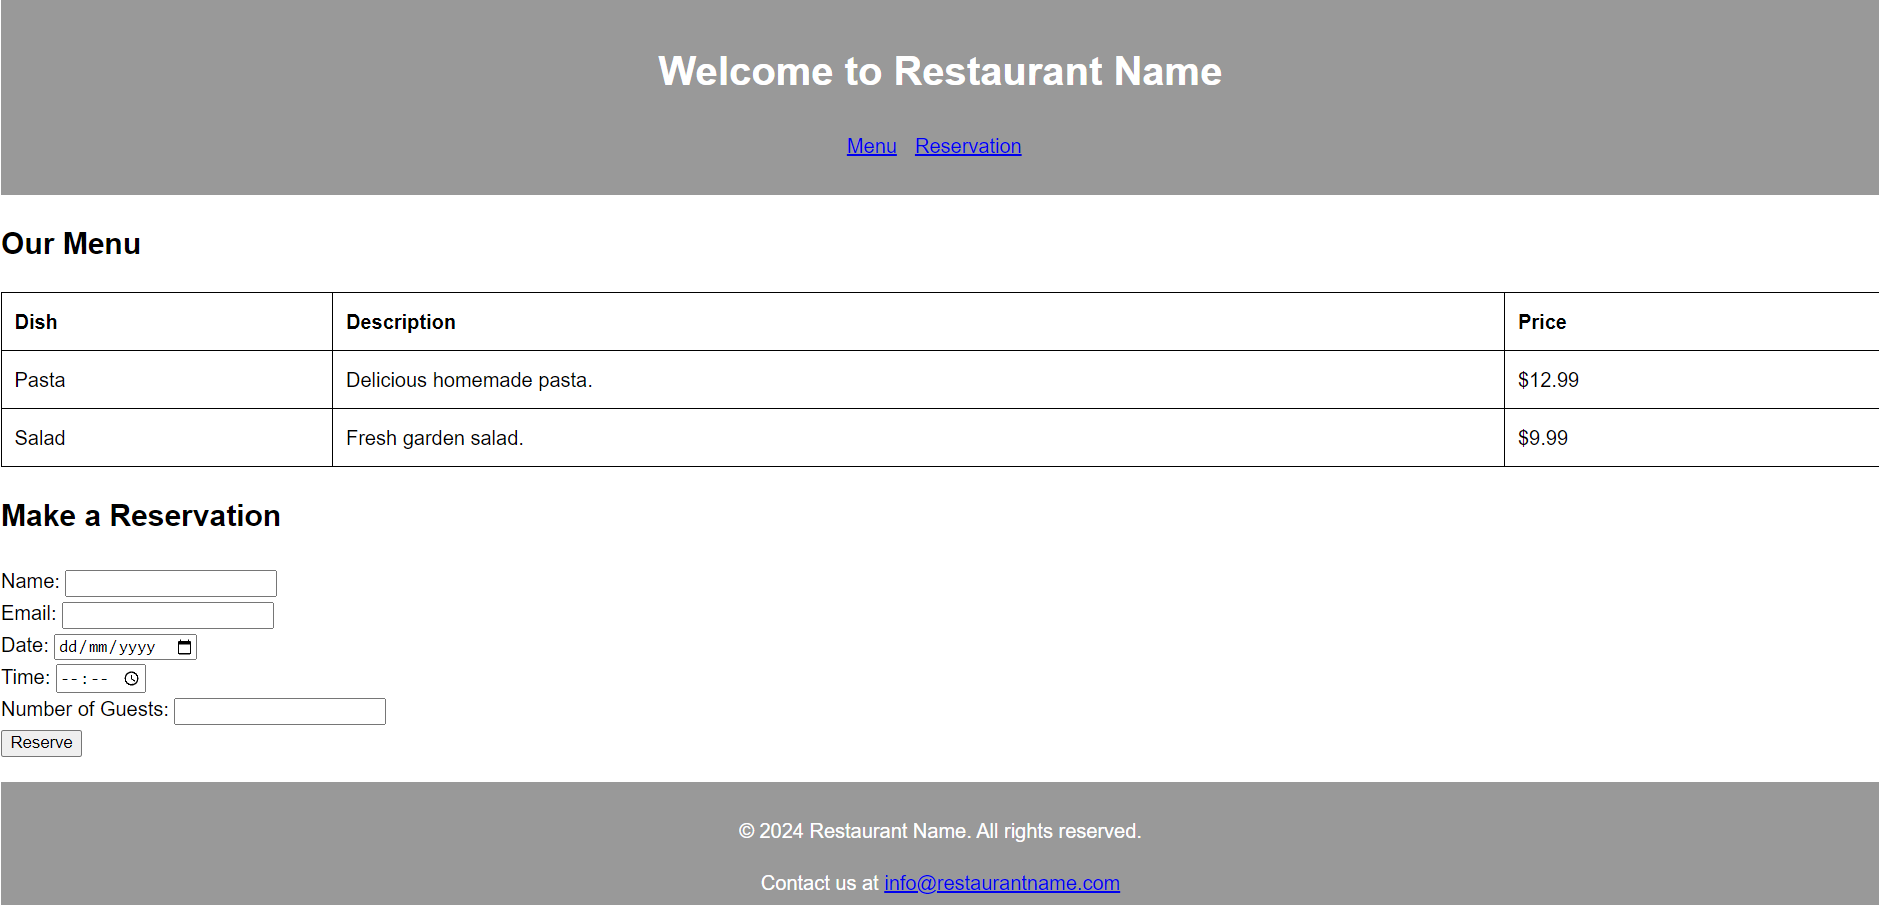 Welcome to Restaurant Name
Menu Reservation
Our Menu
Dish Description Price
Pasta Delicious homemade pasta. $12.99
Salad Fresh garden salad. $9.99
Make a Reservation
Name:
Email:
Date: dd/mm/yyyy
Time: --:--
Number of Guests:
Reserve
© 2024 Restaurant Name. All rights reserved.
Contact us at info@restaurantname.com